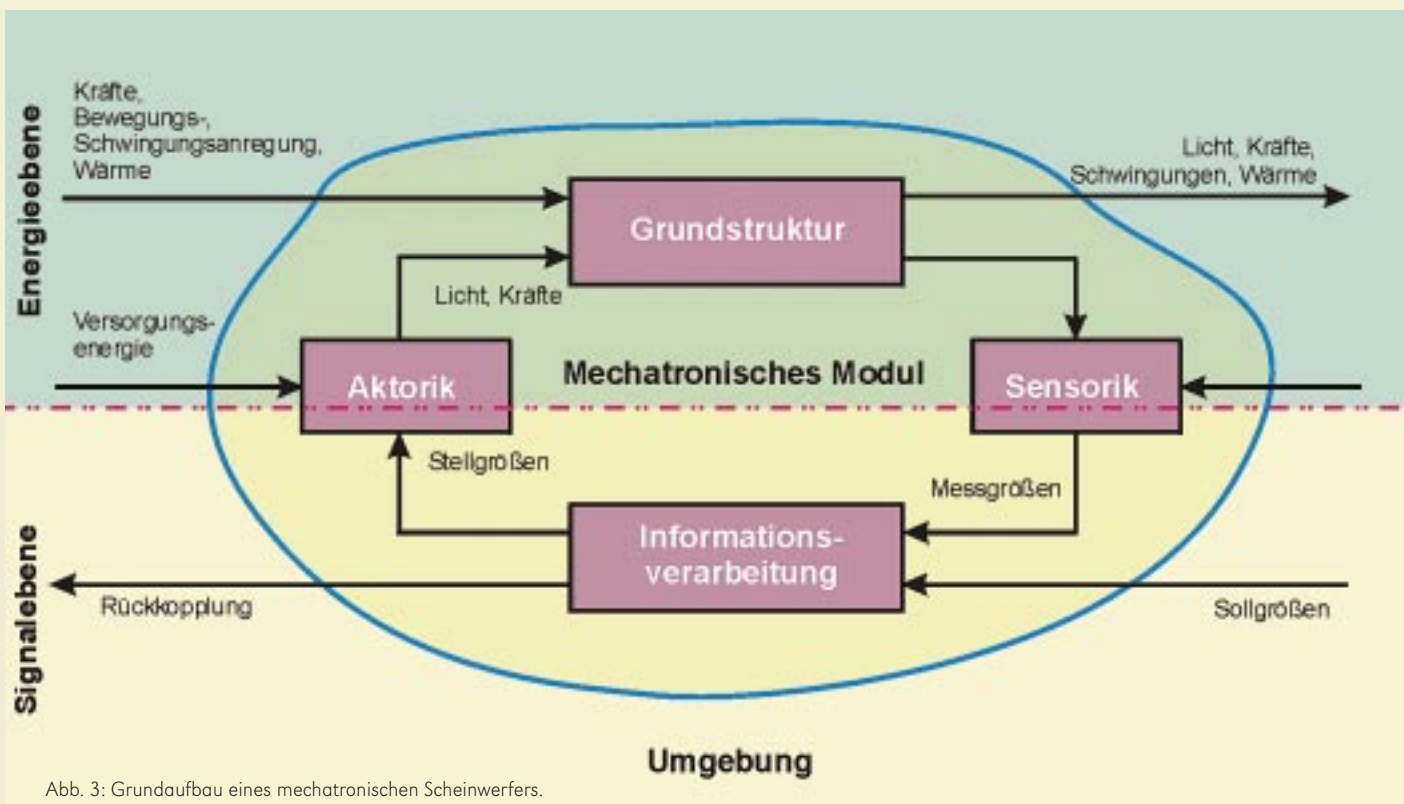 Energieebene
Kräfte,
Bewegungs-,
Schwingungsanregung,
Wärme
Licht, Kräfte,
Schwingungen, Wärme
Grundstruktur
Licht, Kräfte
Versorgungs-
energie
Aktorik
Mechatronisches Modul
Sensorik
Signalebene
Stellgrößen
Messgrößen
Informations-
verarbeitung
Rückkopplung
Sollgrößen
Umgebung
Abb. 3: Grundaufbau eines mechatronischen Scheinwerfers.